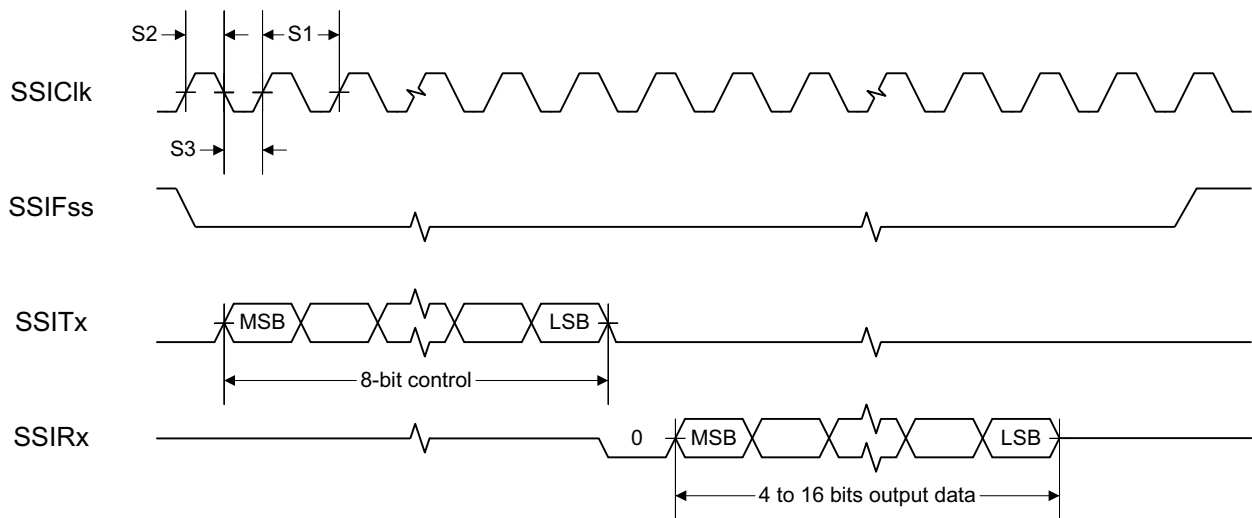 S2 S1
SSIClk
S3
SSIFss
SSITx MSB LSB
8-bit control
SSIRx 0 MSB LSB
4 to 16 bits output data